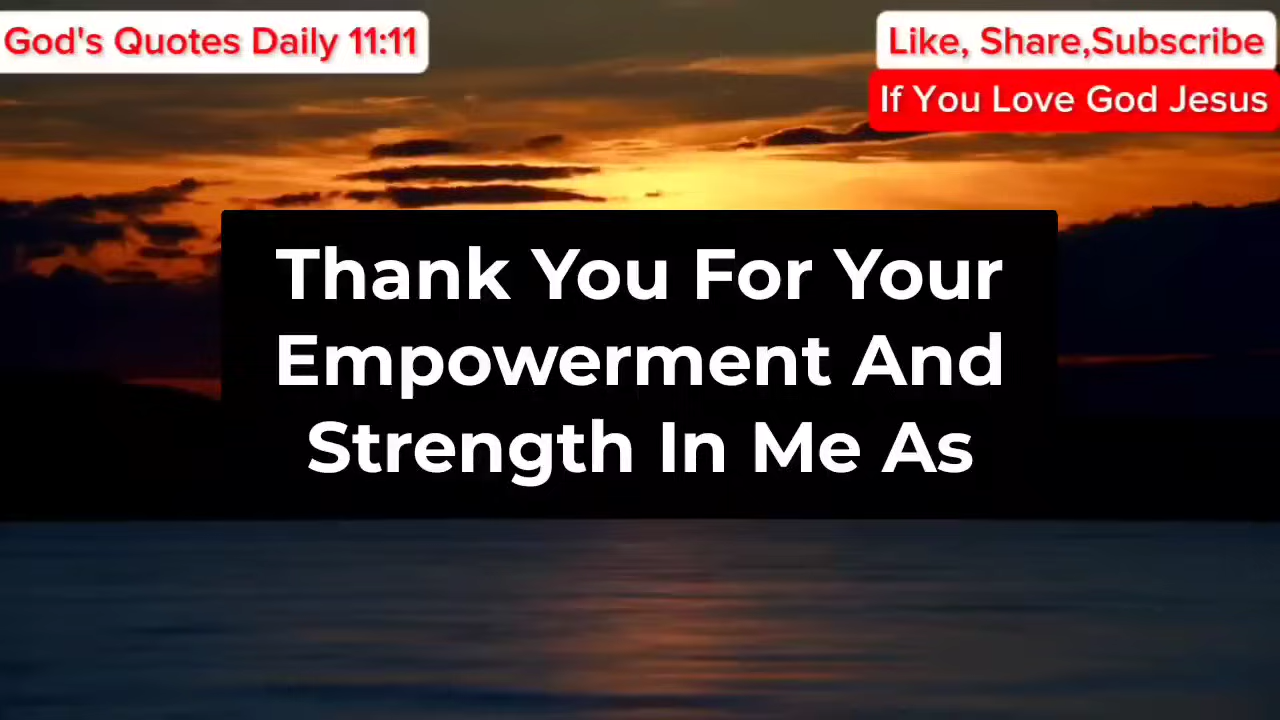 God's Quotes Daily 11:11
Like, Share,Subscribe
If You Love God Jesus
Thank You For Your
Empowerment And
Strength In Me As